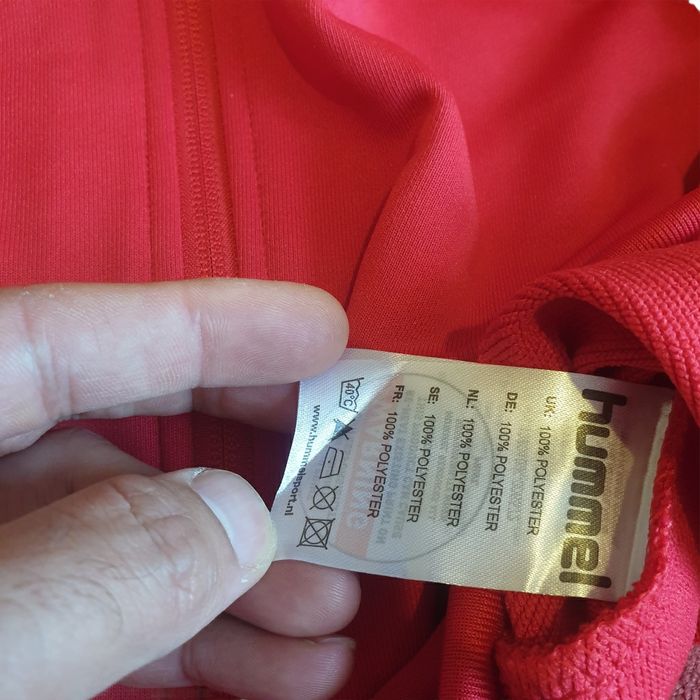 hummel
UK: 100% POLYESTER
DE: 100% POLYESTER
NL: 100% POLYESTER
SE: 100% POLYESTER
FR: 100% POLYESTER
40°C
www.hummelsport.nl